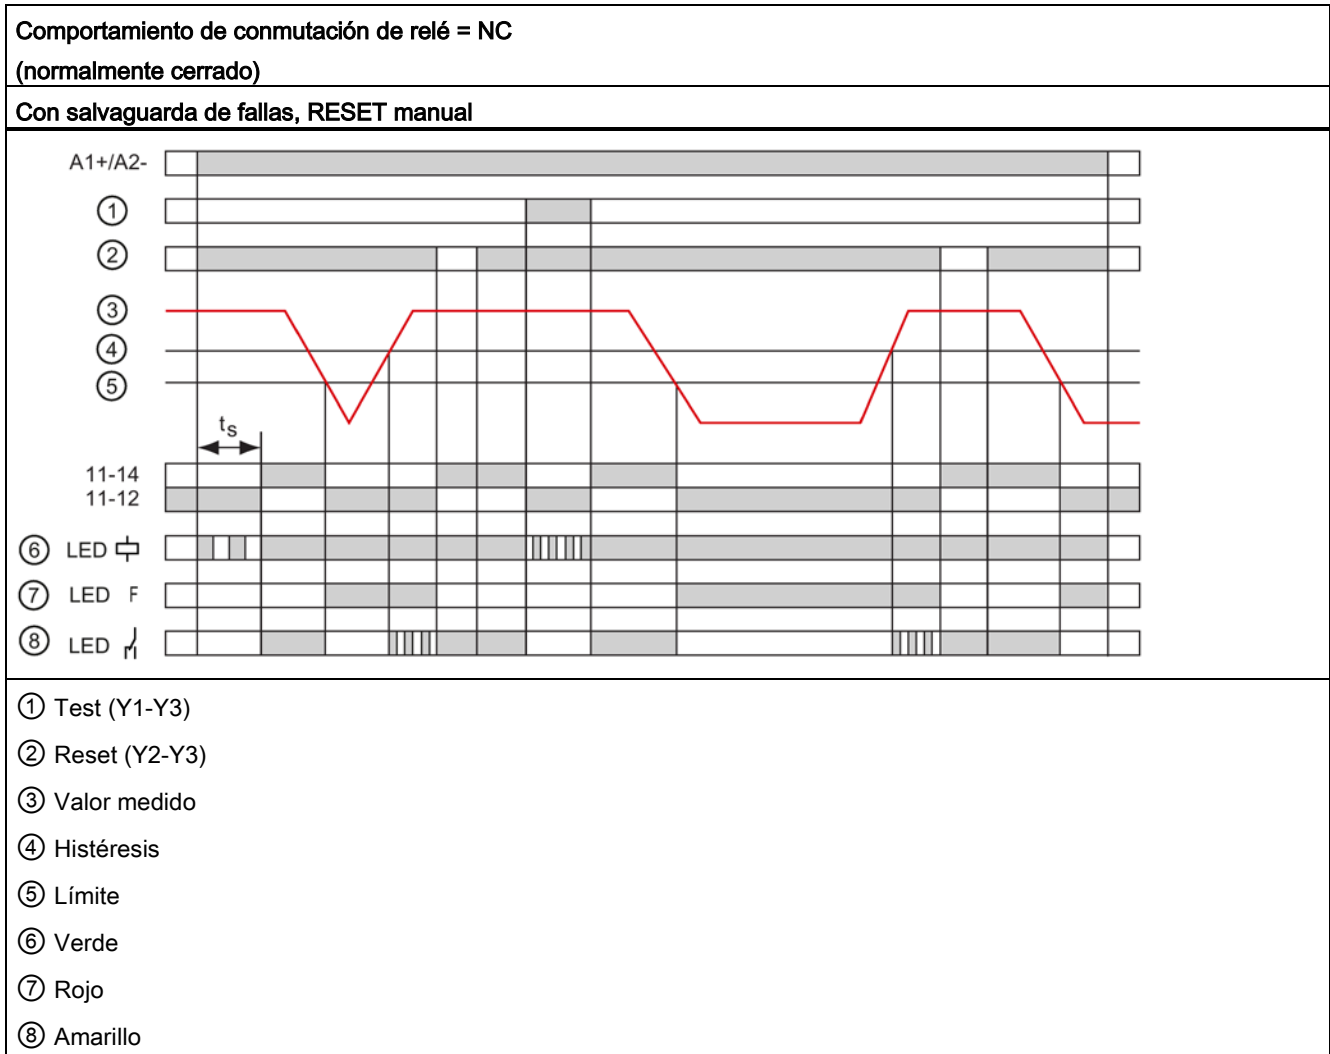 Comportamiento de conmutación de relé = NC
(normalmente cerrado)
Con salvaguarda de fallas, RESET manual
A1+/A2-
①
②
③
④
⑤
ts
11-14
11-12
⑥ LED
⑦ LED F
⑧ LED
① Test (Y1-Y3)
② Reset (Y2-Y3)
③ Valor medido
④ Histéresis
⑤ Límite
⑥ Verde
⑦ Rojo
⑧ Amarillo